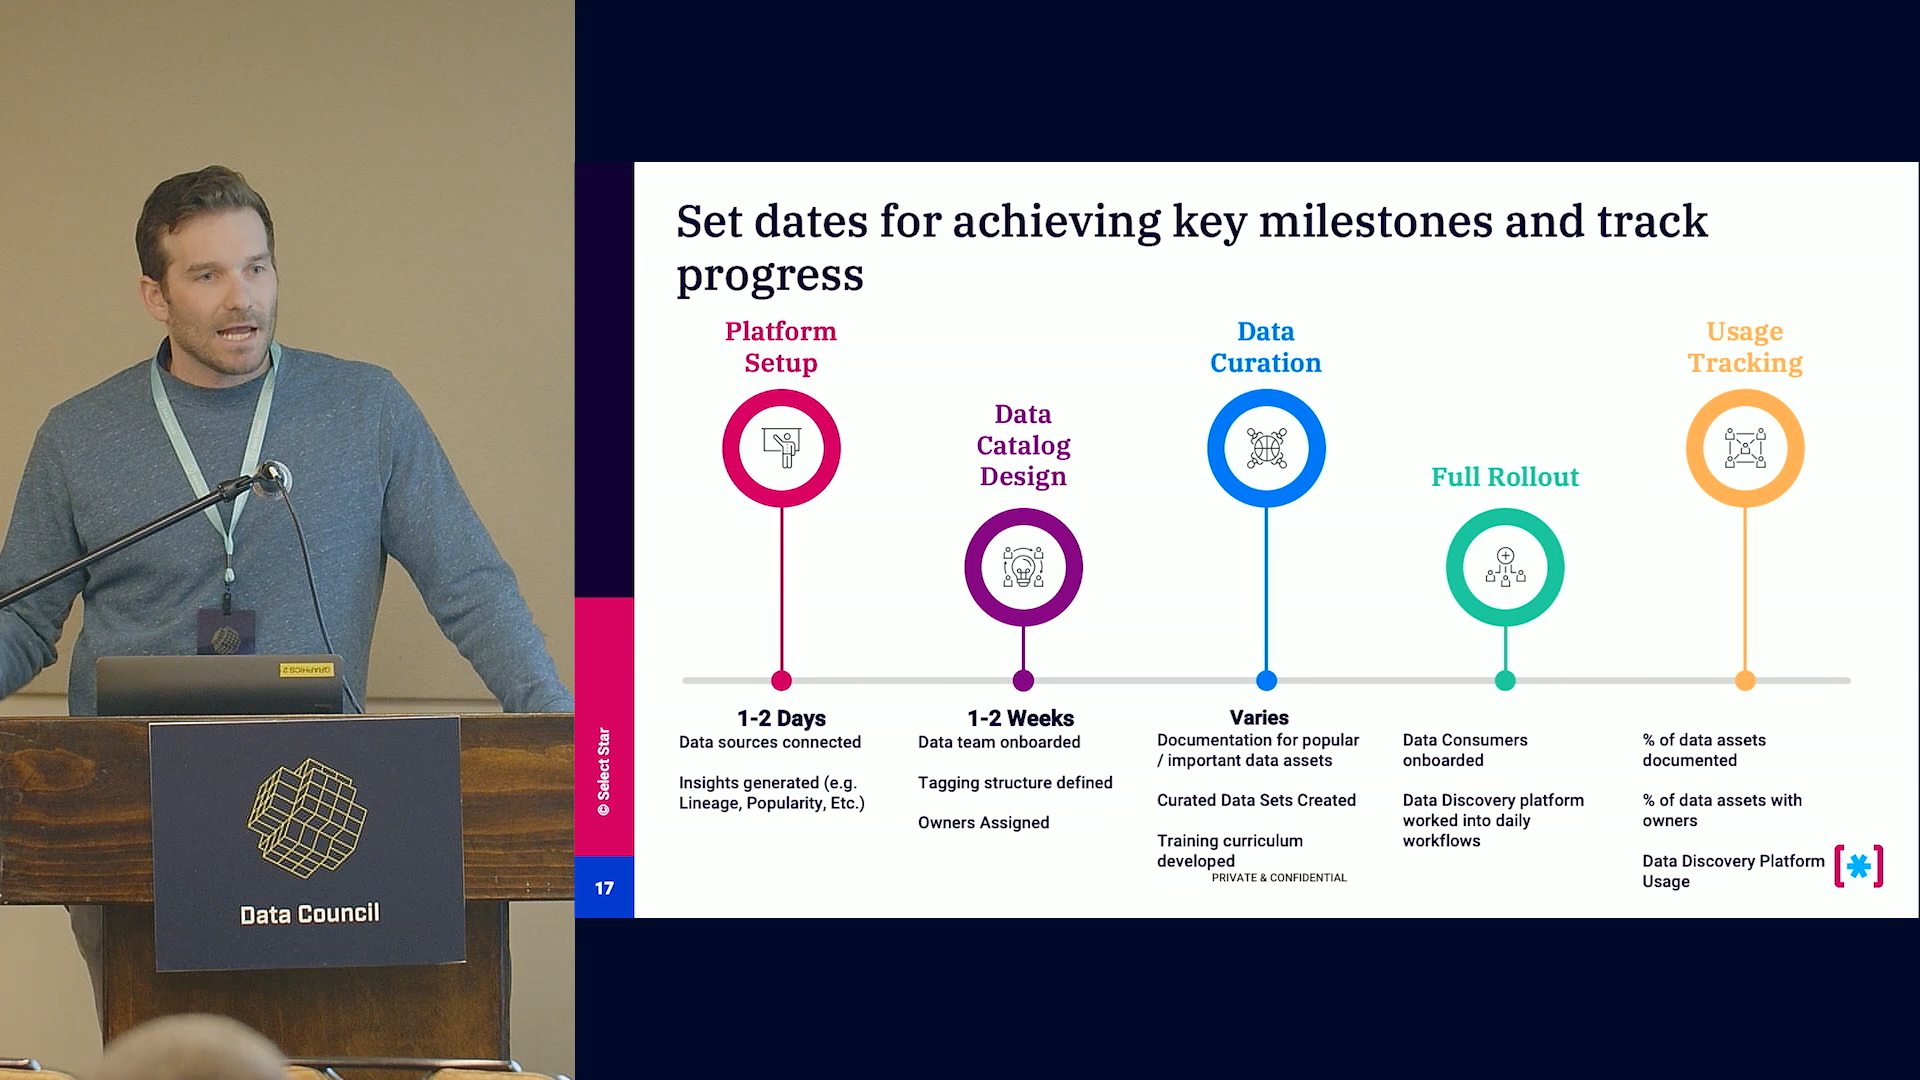 Set dates for achieving key milestones and track
progress
Platform
Setup
Data
Catalog
Design
Data
Curation
Full Rollout
Usage
Tracking
1-2 Days
Data sources connected
Insights generated (e.g.
Lineage, Popularity, Etc.)
1-2 Weeks
Data team onboarded
Tagging structure defined
Owners Assigned
Varies
Documentation for popular
/ important data assets
Curated Data Sets Created
Training curriculum
developed
Data Consumers
onboarded
Data Discovery platform
worked into daily
workflows
% of data assets
documented
% of data assets with
owners
Data Discovery Platform
Usage
PRIVATE & CONFIDENTIAL
© Select Star
17
GRAPHICS 2
Data Council